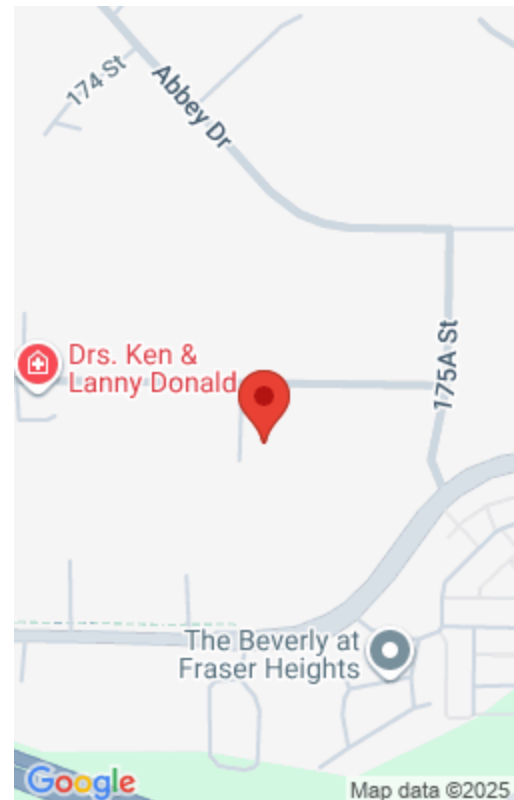 174 St
Abbey Dr
Drs. Ken &
Lanny Donald
175A St
The Beverly at
Fraser Heights
Google
Map data ©2025